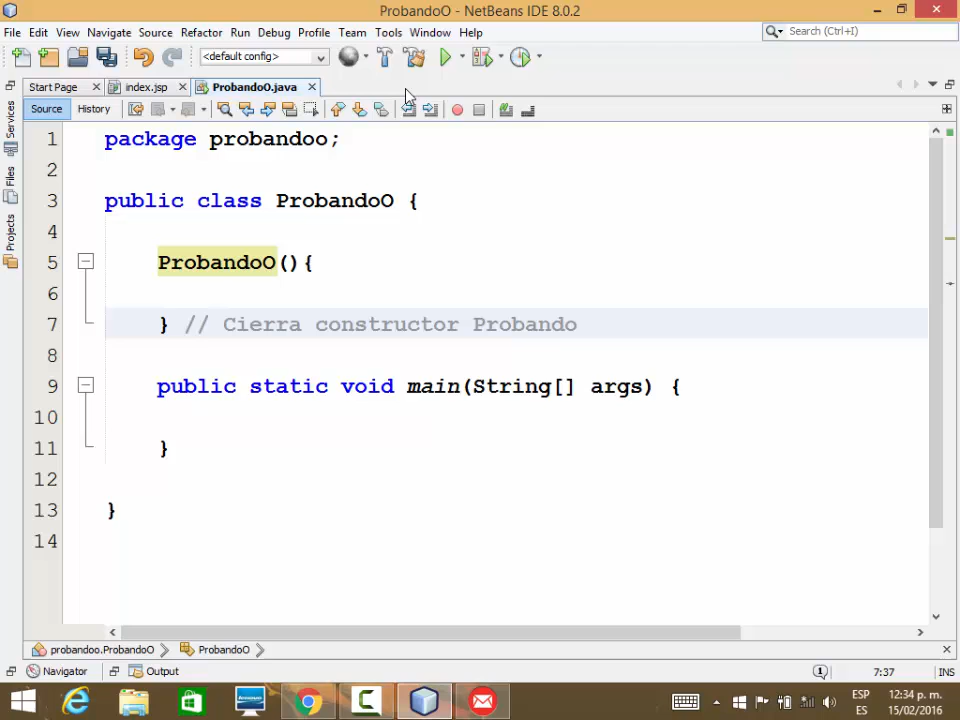 ProbandoO - NetBeans IDE 8.0.2
File Edit View Navigate Source Refactor Run Debug Profile Team Tools Window Help
Search (Ctrl+I)
<default config>
Start Page
index.jsp
ProbandoO.java
Source History
Services
Files
Projects
1 package probandoo;
2
3 public class ProbandoO {
4
5 ProbandoO(){
6
7 } // Cierra constructor Probando
8
9 public static void main(String[] args) {
10
11 }
12
13 }
14
probandoo.ProbandoO ProbandoO
Navigator Output
7:37 INS
ESP 12:34 p. m.
ES 15/02/2016